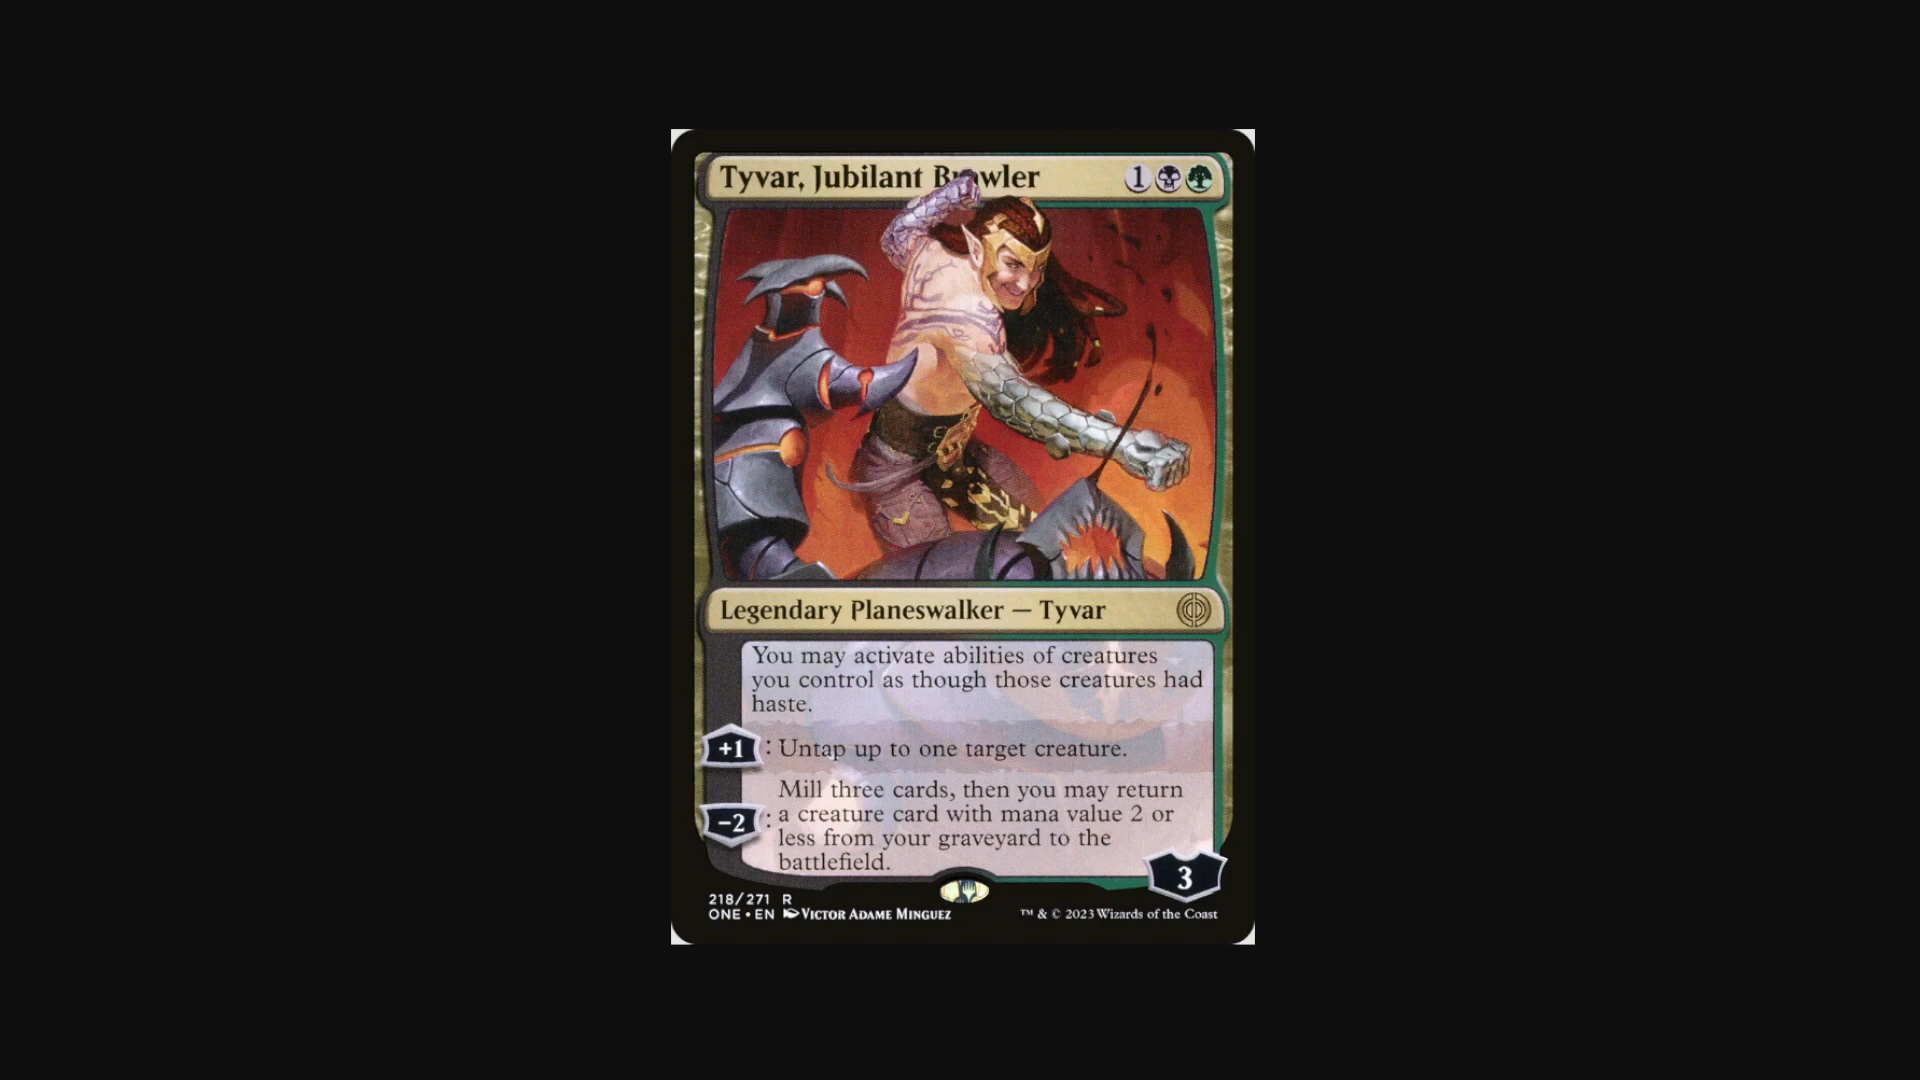 Tyvar, Jubilant Brawler 1
Legendary Planeswalker — Tyvar
You may activate abilities of creatures
you control as though those creatures had
haste.
+1 : Untap up to one target creature.
Mill three cards, then you may return
−2 : a creature card with mana value 2 or
less from your graveyard to the
battlefield.
3
218/271 R
ONE • EN Victor Adame Minguez ™ & © 2023 Wizards of the Coast